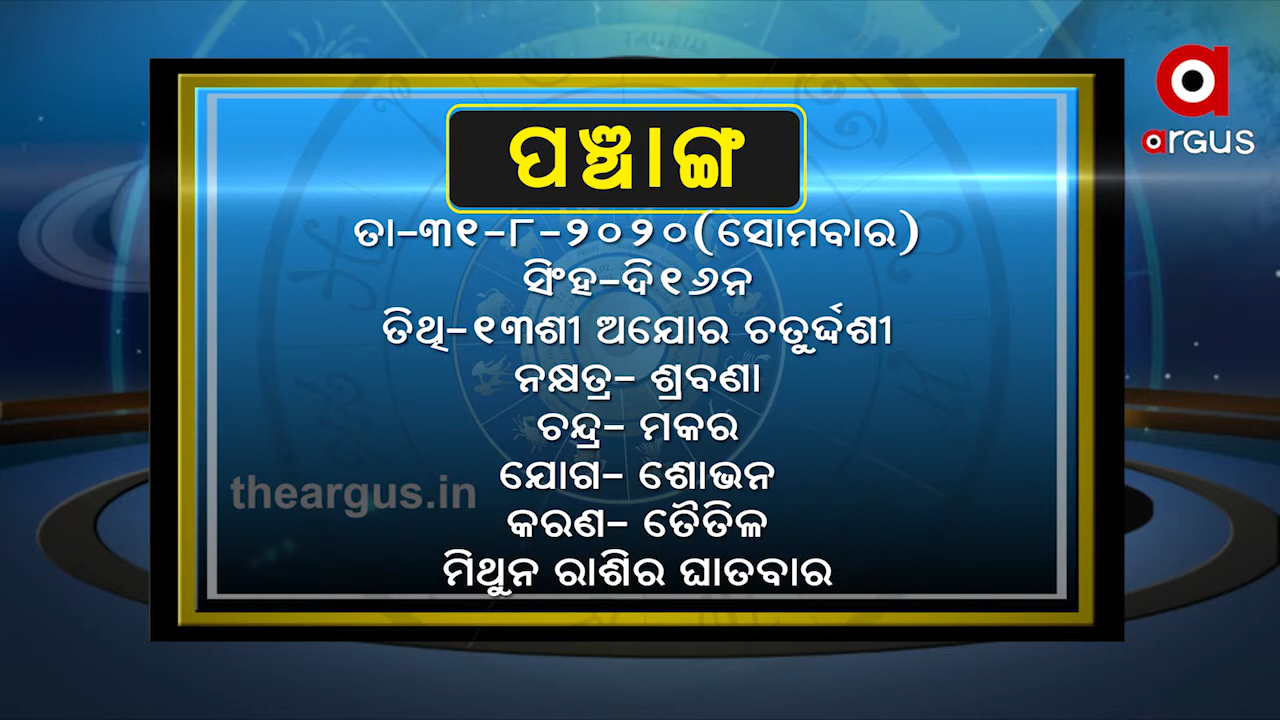 ପଞ୍ଚାଙ୍ଗ
argus
ତା-୩୧-୮-୨୦୨୦(ସୋମବାର)
ସିଂହ-ଦି୧୬ନ
ତିଥି-୧୩ଶୀ ଅଯୋର ଚତୁର୍ଦ୍ଦଶୀ
ନକ୍ଷତ୍ର- ଶ୍ରବଣା
ଚନ୍ଦ୍ର- ମକର
ଯୋଗ- ଶୋଭନ
theargus.in
କରଣ- ତୈତିଳ
ମିଥୁନ ରାଶିର ଘାତବାର